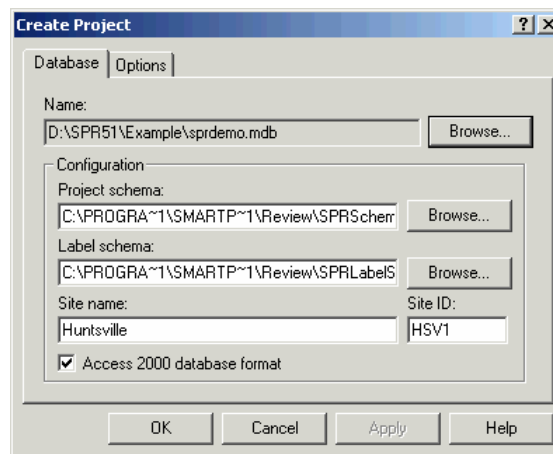 Create Project
Database Options
Name:
D:\SPR51\Example\sprdemo.mdb Browse...
Configuration
Project schema:
C:\PROGRA~1\SMARTP~1\Review\SPRSchem Browse...
Label schema:
C:\PROGRA~1\SMARTP~1\Review\SPRLabelS Browse...
Site name: Site ID:
Huntsville HSV1
Access 2000 database format
OK Cancel Apply Help